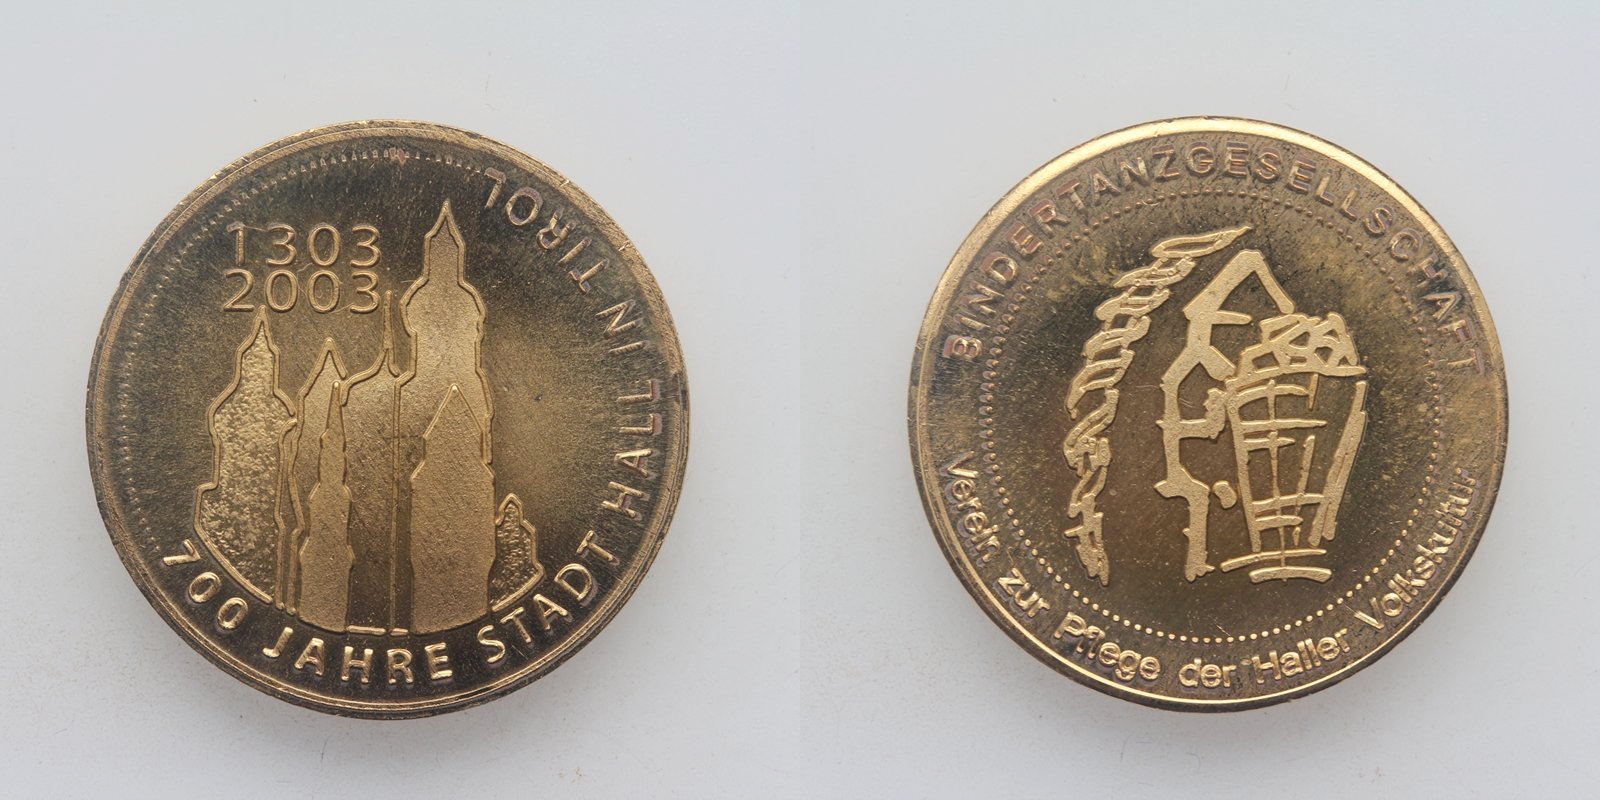 1303
2003
700 JAHRE STADT HALL IN TIROL
BINDERTANZGESELLSCHAFT
Verein zur Pflege der Haller Volkskultur